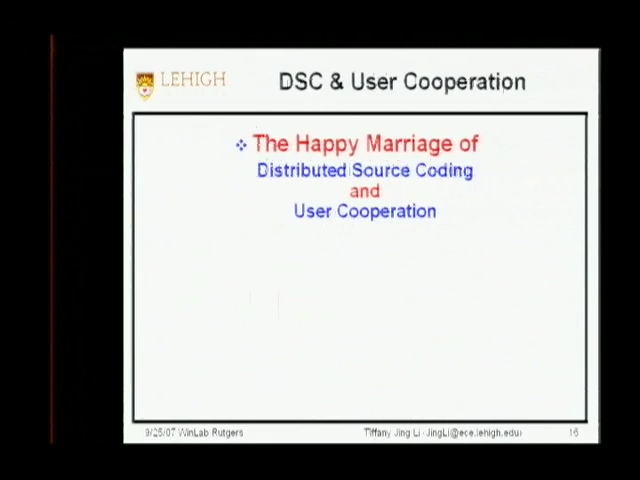 LEHIGH
DSC & User Cooperation
The Happy Marriage of
Distributed Source Coding
and
User Cooperation
9/25/07 WinLab Rutgers
Tiffany Jing Li (JingLi@ece.lehigh.edu)
16